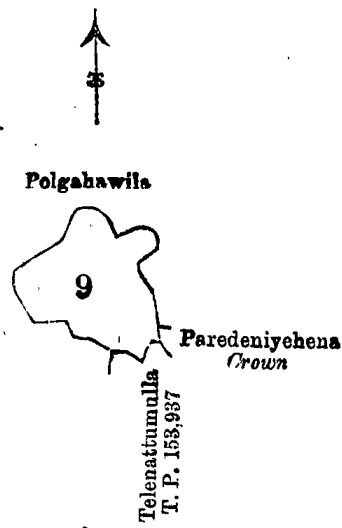 Polgahawila
9
Paredeniyehena
Crown
Telenattumulla
T. P. 153,937